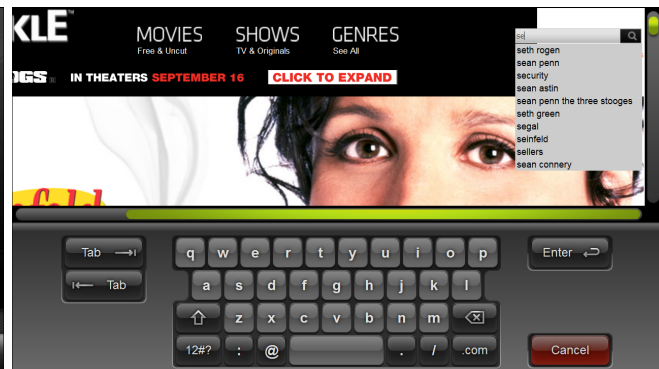 KLE
MOVIES SHOWS GENRES
Free & Uncut TV & Originals See All
se
seth rogen
sean penn
security
sean astin
sean penn the three stooges
seth green
segal
seinfeld
sellers
sean connery
OGS IN THEATERS SEPTEMBER 16 CLICK TO EXPAND
Tab q w e r t y u i o p Enter
Tab a s d f g h j k l
z x c v b n m
12#? : @ . / .com Cancel